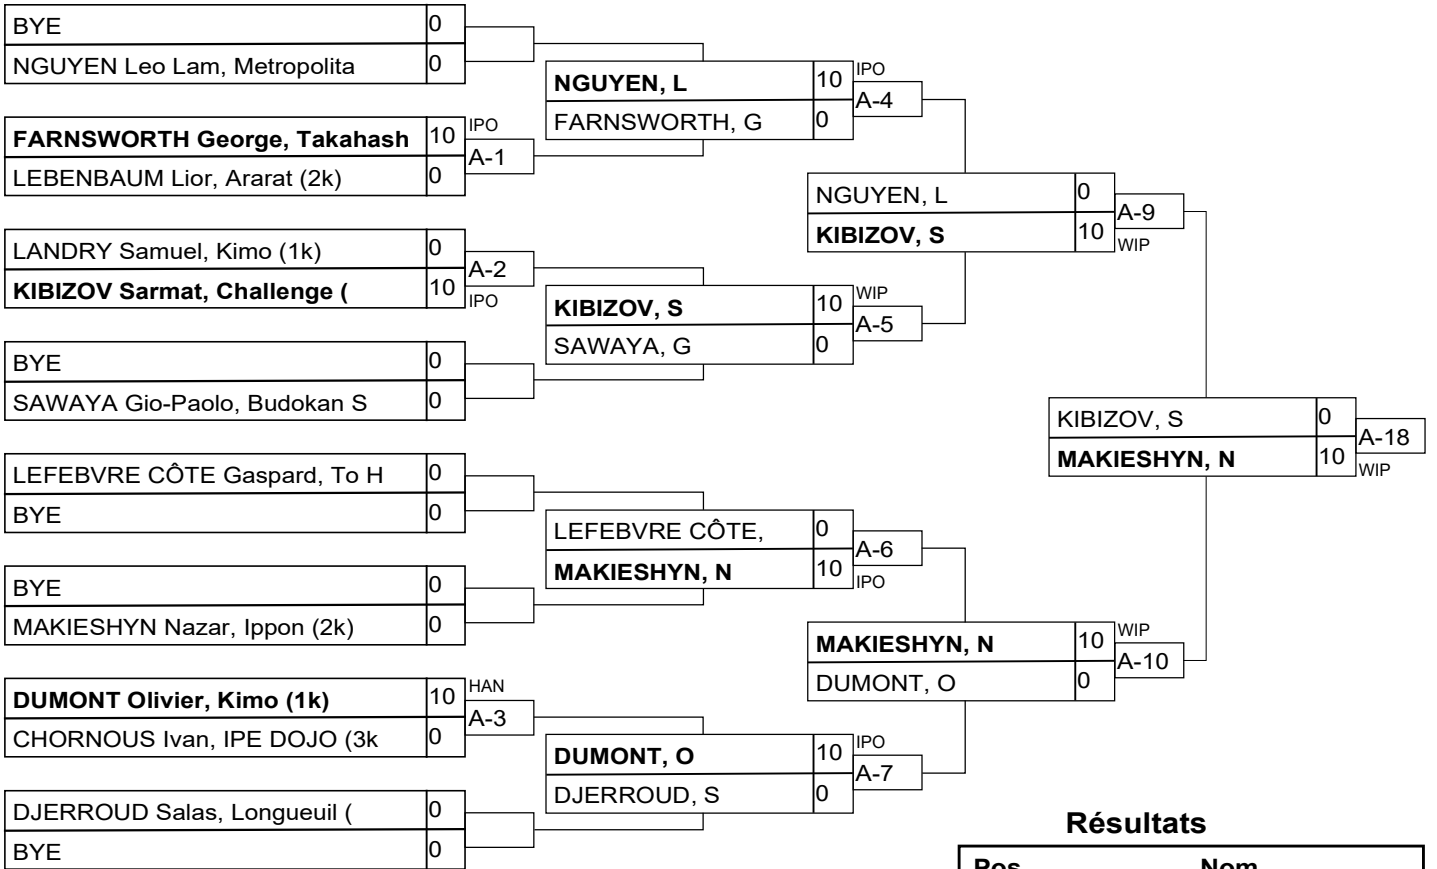 BYE 0
NGUYEN Leo Lam, Metropolita 0
FARNSWORTH George, Takahash 10 IPO
A-1
LEBENBAUM Lior, Ararat (2k) 0
LANDRY Samuel, Kimo (1k) 0
A-2
KIBIZOV Sarmat, Challenge ( 10 IPO
BYE 0
SAWAYA Gio-Paolo, Budokan S 0
LEFEBVRE CÔTE Gaspard, To H 0
BYE 0
BYE 0
MAKIESHYN Nazar, Ippon (2k) 0
DUMONT Olivier, Kimo (1k) 10 HAN
A-3
CHORNOUS Ivan, IPE DOJO (3k 0
DJERROUD Salas, Longueuil ( 0
BYE 0
NGUYEN, L 10 IPO
A-4
FARNSWORTH, G 0
KIBIZOV, S 10 WIP
A-5
SAWAYA, G 0
LEFEBVRE CÔTE, 0
A-6
MAKIESHYN, N 10 IPO
DUMONT, O 10 IPO
A-7
DJERROUD, S 0
NGUYEN, L 0
A-9
KIBIZOV, S 10 WIP
MAKIESHYN, N 10 WIP
A-10
DUMONT, O 0
KIBIZOV, S 0
A-18
MAKIESHYN, N 10 WIP
Résultats
Pos Nom